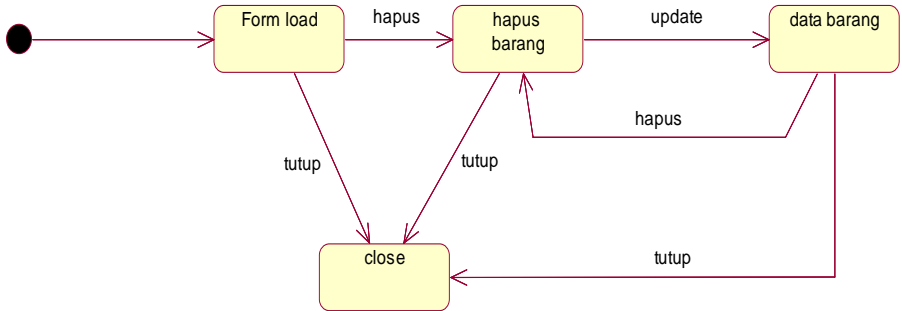 Form load
hapus
hapus
barang
update
data barang
hapus
tutup
tutup
close
tutup